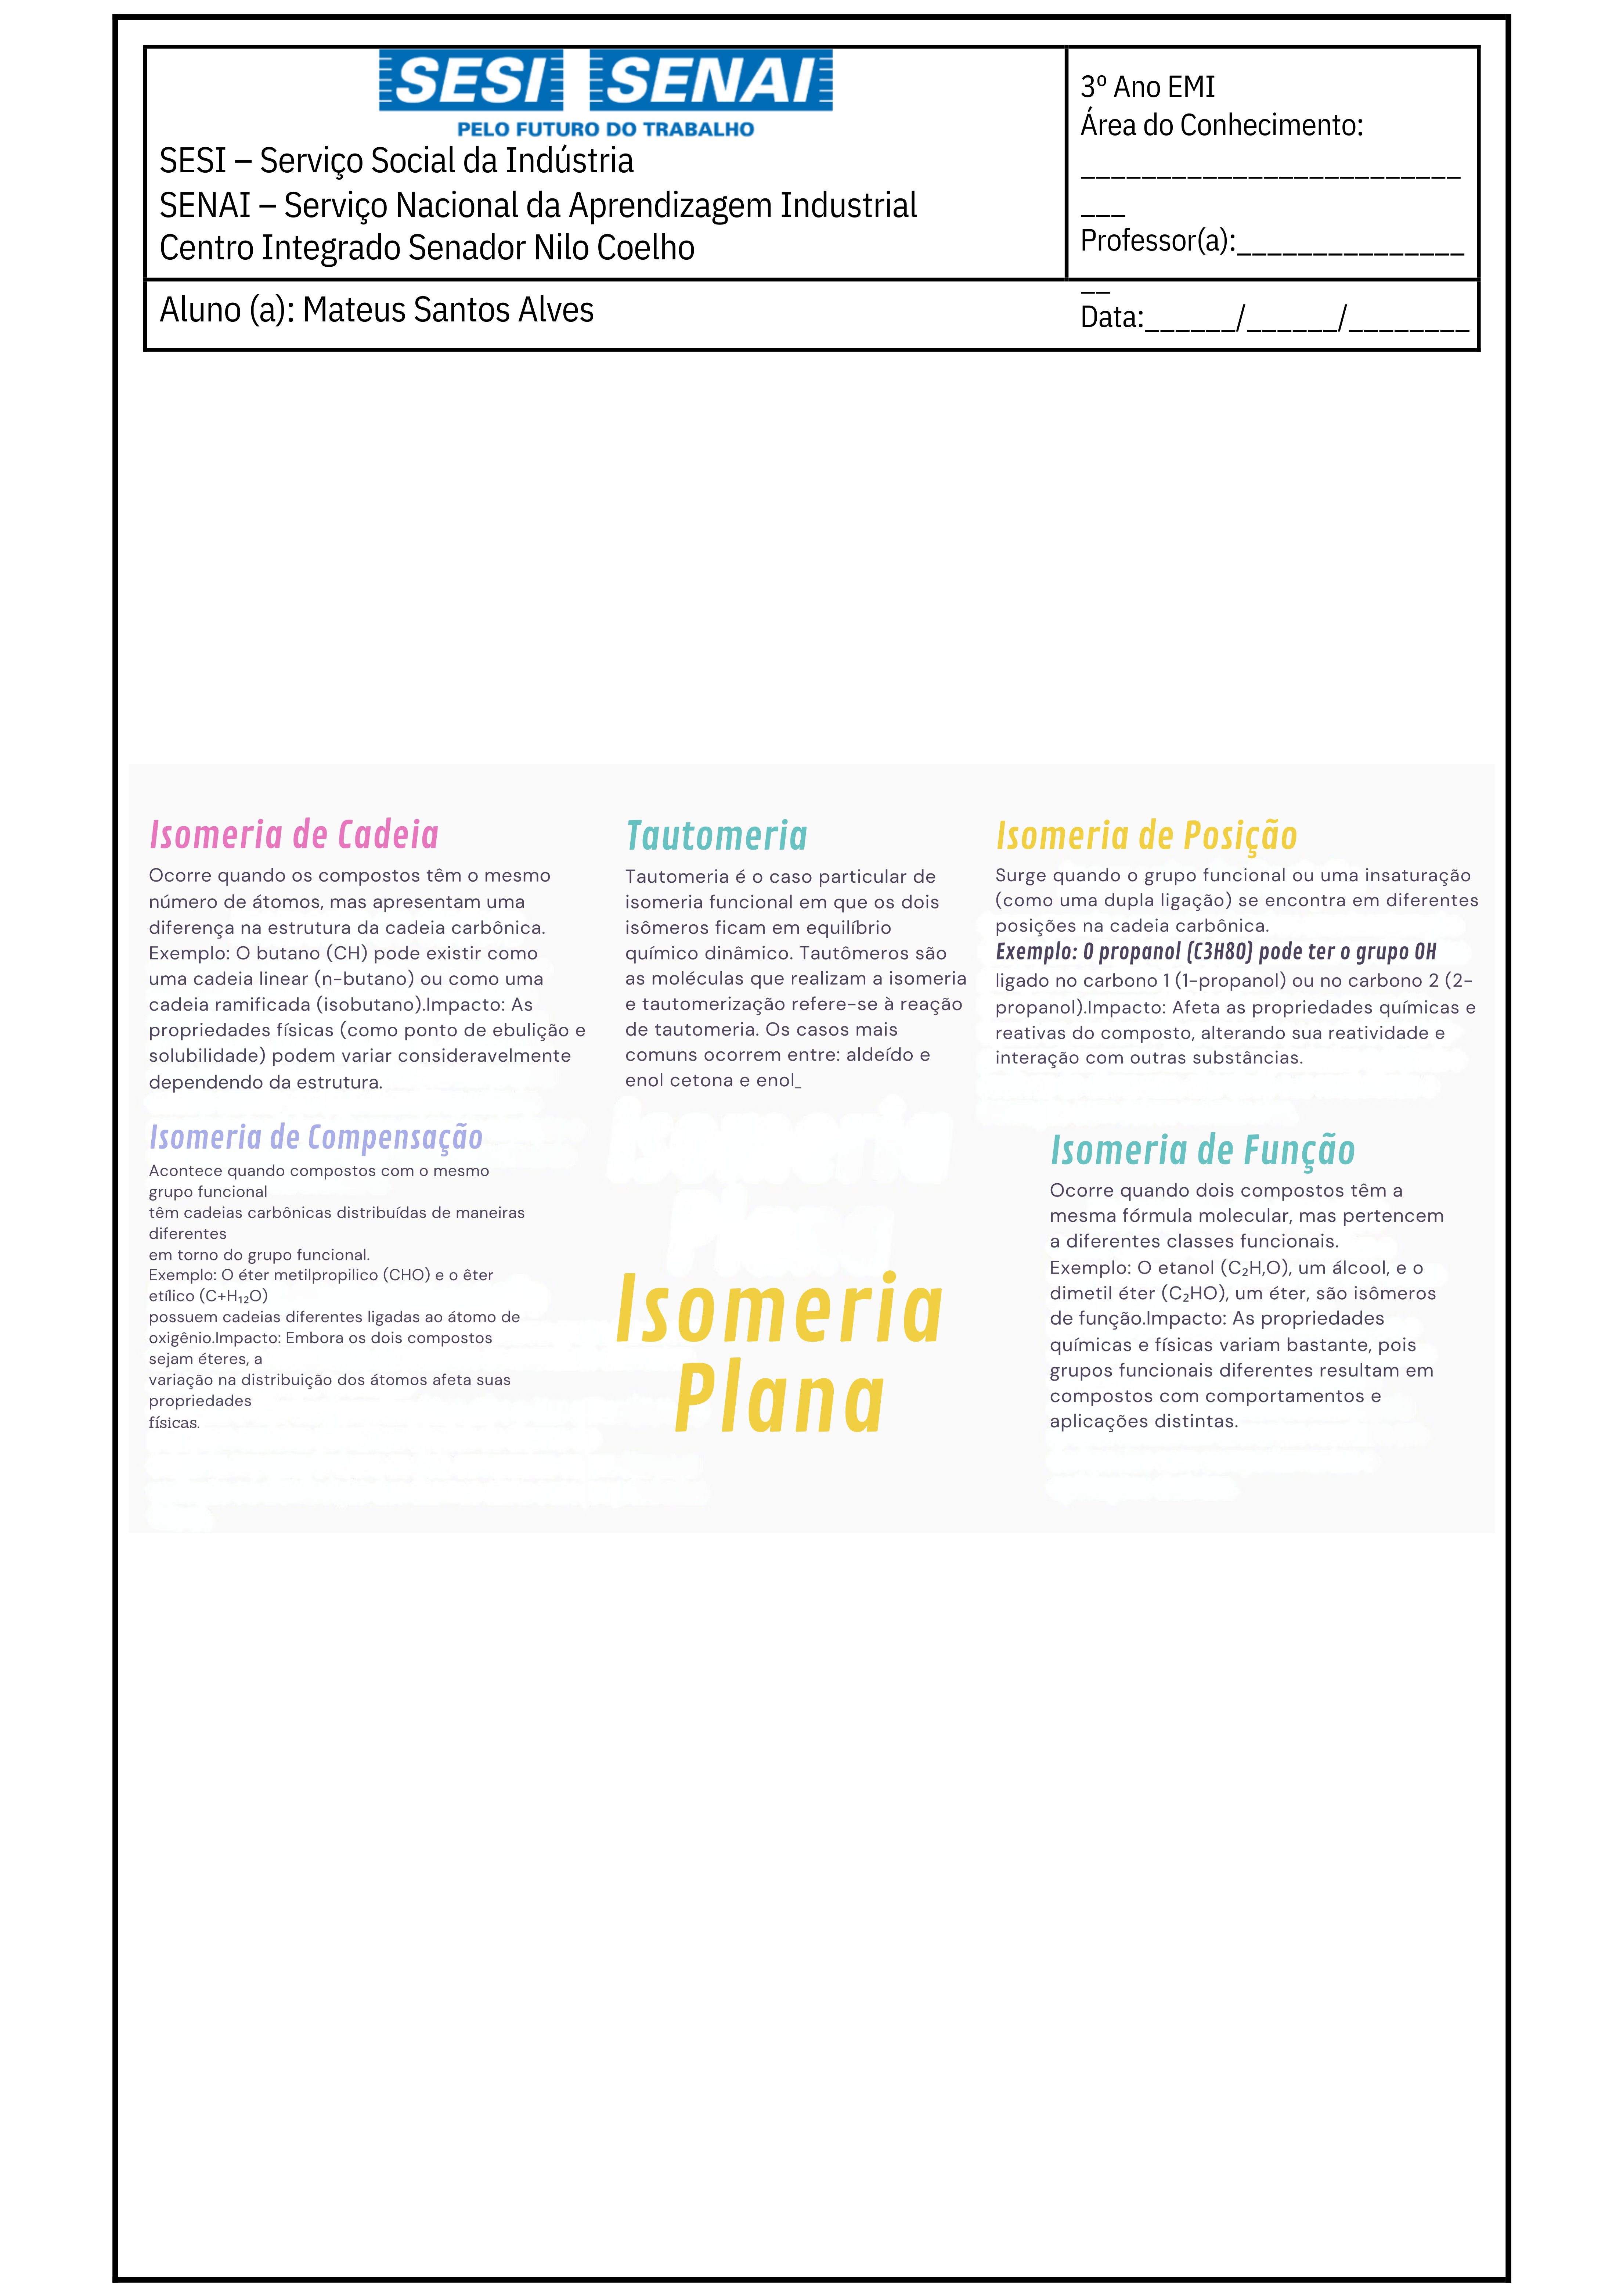 SESI SENAI
PELO FUTURO DO TRABALHO
SESI – Serviço Social da Indústria
SENAI – Serviço Nacional da Aprendizagem Industrial
Centro Integrado Senador Nilo Coelho
3º Ano EMI
Área do Conhecimento:
_________________________
___
Professor(a):_______________
__
Data:______/______/________
Aluno (a): Mateus Santos Alves
Isomeria de Cadeia
Ocorre quando os compostos têm o mesmo
número de átomos, mas apresentam uma
diferença na estrutura da cadeia carbônica.
Exemplo: O butano (CH) pode existir como
uma cadeia linear (n-butano) ou como uma
cadeia ramificada (isobutano).Impacto: As
propriedades físicas (como ponto de ebulição e
solubilidade) podem variar consideravelmente
dependendo da estrutura.
Tautomeria
Tautomeria é o caso particular de
isomeria funcional em que os dois
isômeros ficam em equilíbrio
químico dinâmico. Tautômeros são
as moléculas que realizam a isomeria
e tautomerização refere-se à reação
de tautomeria. Os casos mais
comuns ocorrem entre: aldeído e
enol cetona e enol_
Isomeria de Posição
Surge quando o grupo funcional ou uma insaturação
(como uma dupla ligação) se encontra em diferentes
posições na cadeia carbônica.
Exemplo: O propanol (C3H8O) pode ter o grupo OH
ligado no carbono 1 (1-propanol) ou no carbono 2 (2-
propanol).Impacto: Afeta as propriedades químicas e
reativas do composto, alterando sua reatividade e
interação com outras substâncias.
Isomeria de Compensação
Acontece quando compostos com o mesmo
grupo funcional
têm cadeias carbônicas distribuídas de maneiras
diferentes
em torno do grupo funcional.
Exemplo: O éter metilpropilico (CHO) e o êter
etílico (C+H₁₂O)
possuem cadeias diferentes ligadas ao átomo de
oxigênio.Impacto: Embora os dois compostos
sejam éteres, a
variação na distribuição dos átomos afeta suas
propriedades
físicas.
Isomeria
Plana
Isomeria de Função
Ocorre quando dois compostos têm a
mesma fórmula molecular, mas pertencem
a diferentes classes funcionais.
Exemplo: O etanol (C₂H,O), um álcool, e o
dimetil éter (C₂HO), um éter, são isômeros
de função.Impacto: As propriedades
químicas e físicas variam bastante, pois
grupos funcionais diferentes resultam em
compostos com comportamentos e
aplicações distintas.